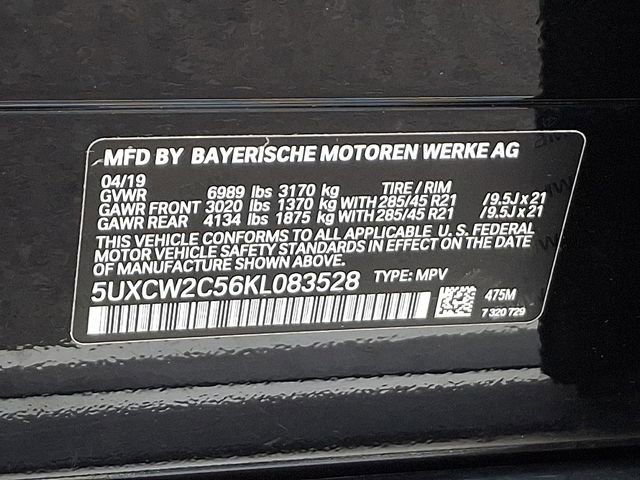 MFD BY BAYERISCHE MOTOREN WERKE AG
04/19 TIRE / RIM
GVWR 6989 lbs 3170 kg
GAWR FRONT 3020 lbs 1370 kg WITH 285/45 R21 /9.5J x 21
GAWR REAR 4134 lbs 1875 kg WITH 285/45 R21 /9.5J x 21
THIS VEHICLE CONFORMS TO ALL APPLICABLE U. S. FEDERAL
MOTOR VEHICLE SAFETY STANDARDS IN EFFECT ON THE DATE
OF MANUFACTURE SHOWN ABOVE.
5UXCW2C56KL083528 TYPE: MPV
475M
7 320 729